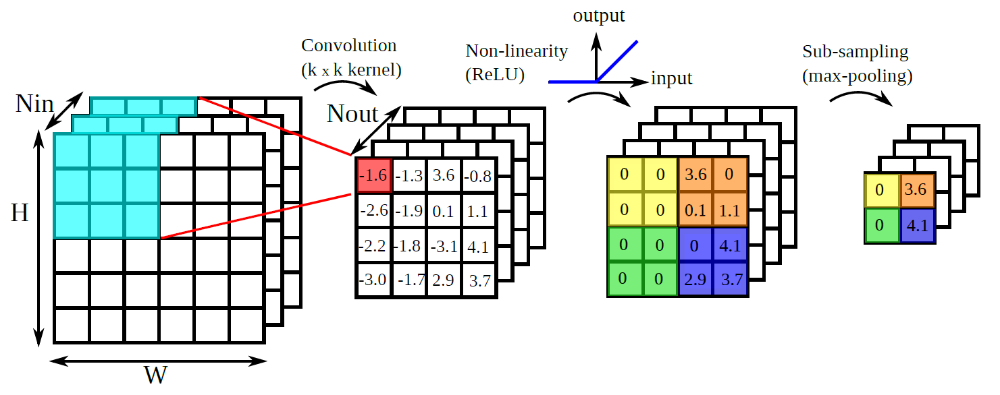 output
Convolution
(k x k kernel)
Non-linearity
(ReLU)
input
Sub-sampling
(max-pooling)
Nin
Nout
H
W
-1.6 -1.3 3.6 -0.8
-2.6 -1.9 0.1 1.1
-2.2 -1.8 -3.1 4.1
-3.0 -1.7 2.9 3.7
0 0 3.6 0
0 0 0.1 1.1
0 0 0 4.1
0 0 2.9 3.7
0 3.6
0 4.1